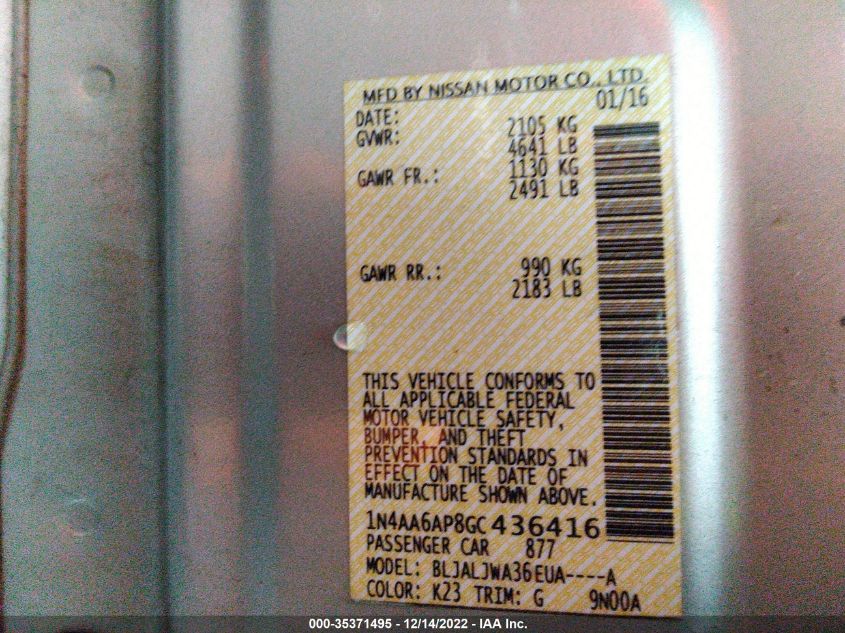 MFD BY NISSAN MOTOR CO., LTD.
DATE: 01/16
GVWR: 2105 KG
4641 LB
GAWR FR.: 1130 KG
2491 LB
GAWR RR.: 990 KG
2183 LB
THIS VEHICLE CONFORMS TO
ALL APPLICABLE FEDERAL
MOTOR VEHICLE SAFETY,
BUMPER, AND THEFT
PREVENTION STANDARDS IN
EFFECT ON THE DATE OF
MANUFACTURE SHOWN ABOVE.
1N4AA6AP8GC436416
PASSENGER CAR 877
MODEL: BLJALJWA36EUA----A
COLOR: K23 TRIM: G 9N00A
000-35371495 - 12/14/2022 - IAA Inc.